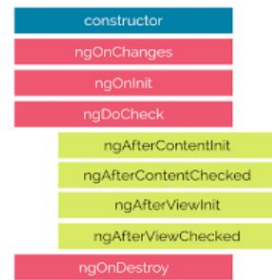 constructor
ngOnChanges
ngOnInit
ngDoCheck
ngAfterContentInit
ngAfterContentChecked
ngAfterViewInit
ngAfterViewChecked
ngOnDestroy